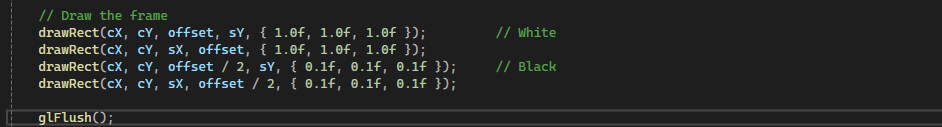 // Draw the frame
drawRect(cX, cY, offset, sY, { 1.0f, 1.0f, 1.0f });        // White
drawRect(cX, cY, sX, offset, { 1.0f, 1.0f, 1.0f });
drawRect(cX, cY, offset / 2, sY, { 0.1f, 0.1f, 0.1f });    // Black
drawRect(cX, cY, sX, offset / 2, { 0.1f, 0.1f, 0.1f });
glFlush();